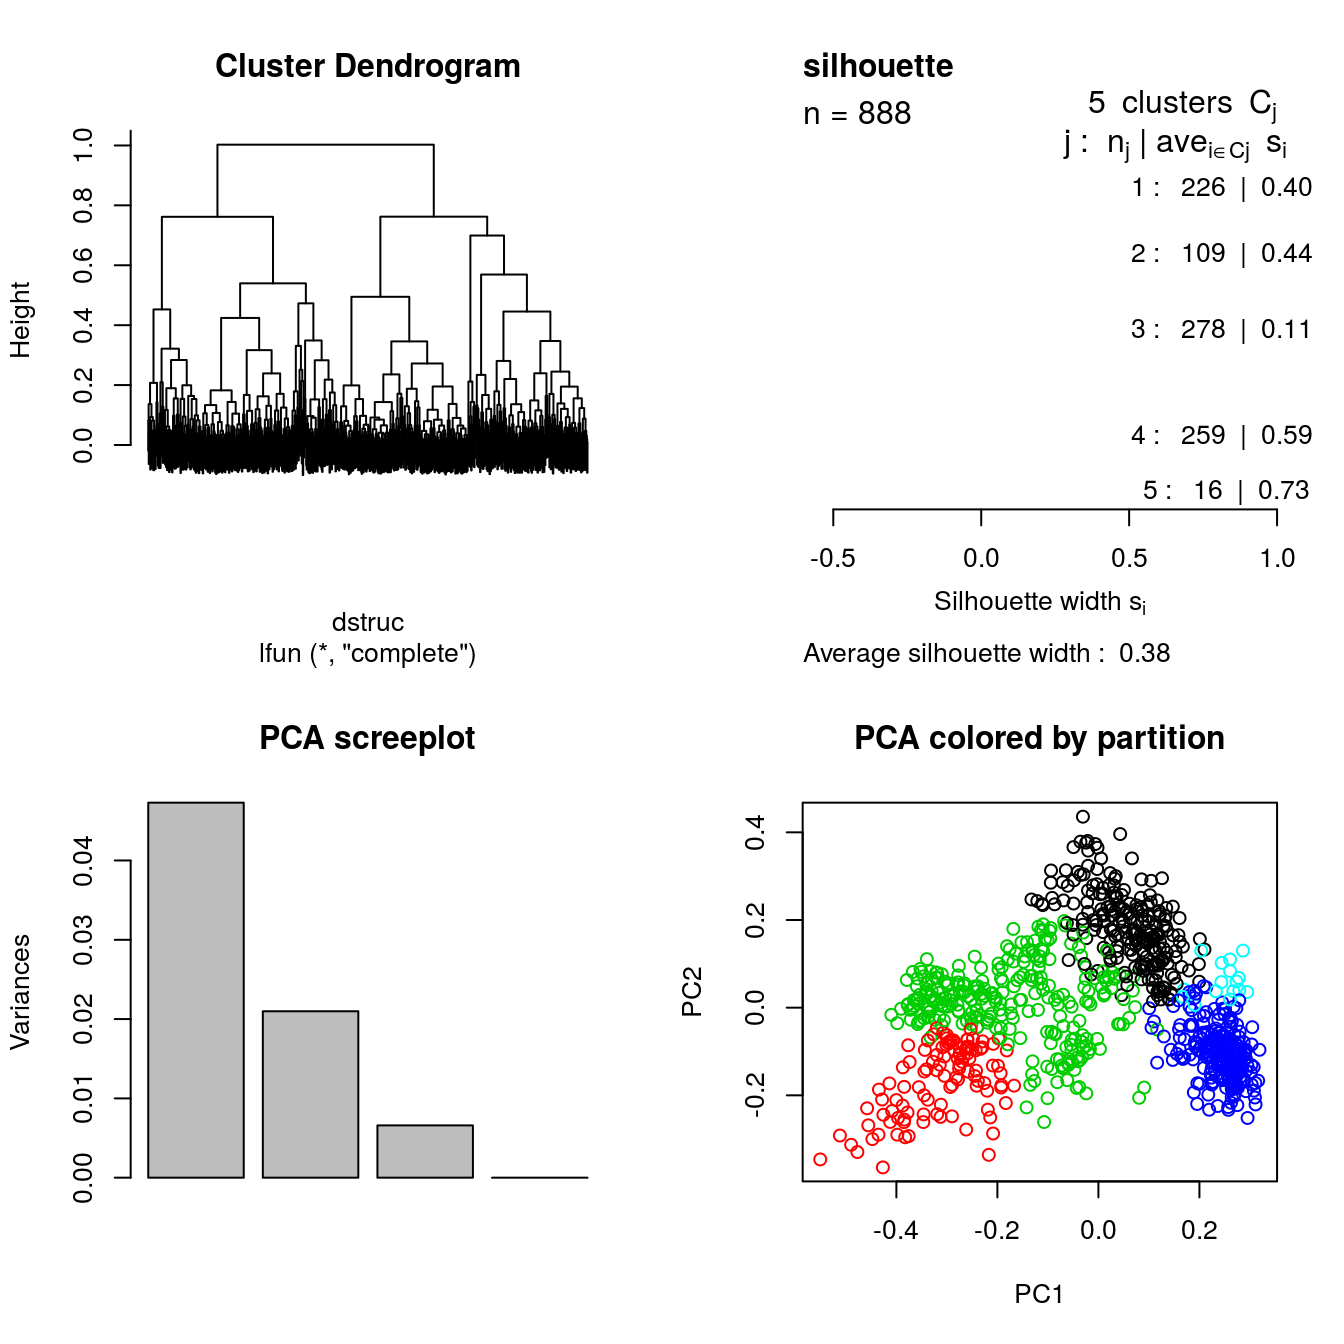 Cluster Dendrogram
Height
0.0 0.2 0.4 0.6 0.8 1.0
dstruc
lfun (*, "complete")
silhouette
n = 888
5 clusters Cj
j : nj | avei∈Cj si
1 : 226 | 0.40
2 : 109 | 0.44
3 : 278 | 0.11
4 : 259 | 0.59
5 : 16 | 0.73
-0.5 0.0 0.5 1.0
Silhouette width si
Average silhouette width : 0.38
PCA screeplot
Variances
0.00 0.01 0.02 0.03 0.04
PCA colored by partition
PC2
-0.2 0.0 0.2 0.4
-0.4 -0.2 0.0 0.2
PC1